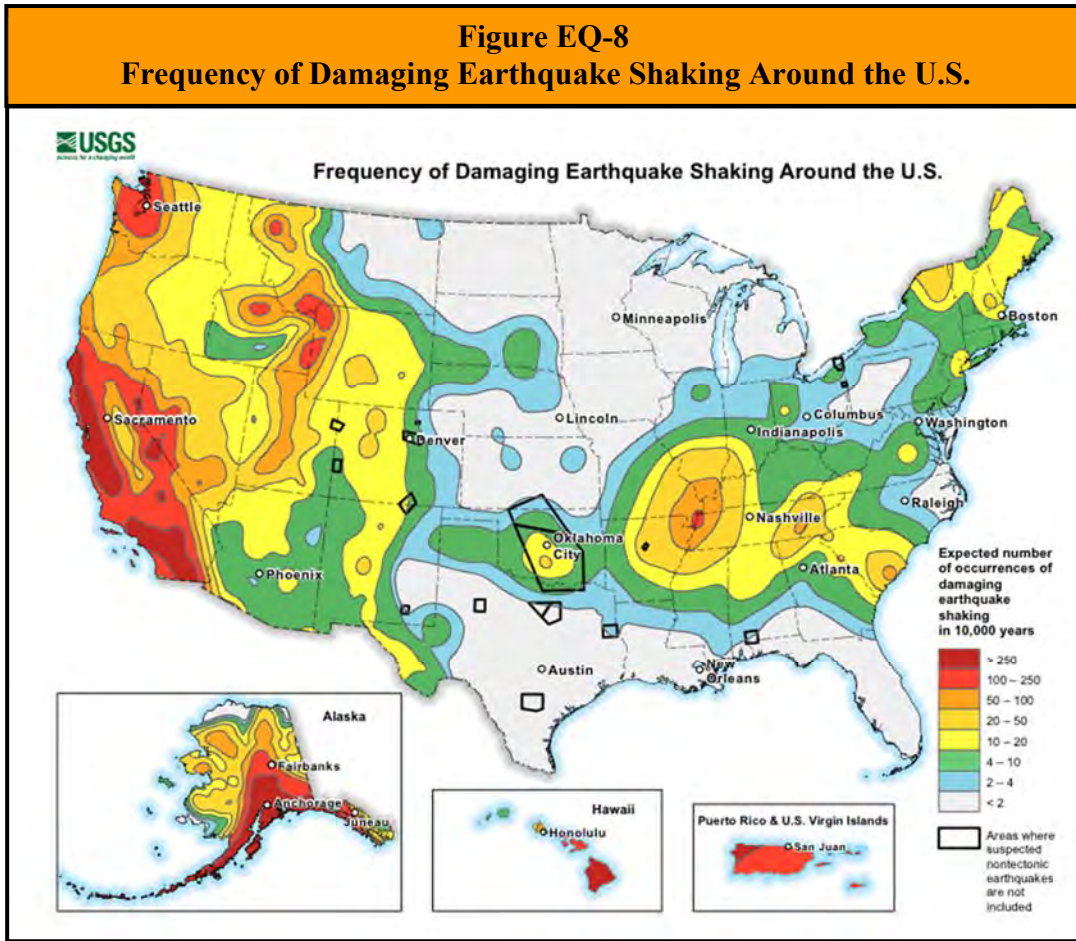 Figure EQ-8
Frequency of Damaging Earthquake Shaking Around the U.S.
USGS
science for a changing world
Frequency of Damaging Earthquake Shaking Around the U.S.
Seattle
Minneapolis
Boston
Sacramento
Lincoln
Columbus
Denver
Indianapolis
Washington
Raleigh
Nashville
Oklahoma
City
Phoenix
Atlanta
Austin
New
Orleans
Expected number
of occurrences of
damaging
earthquake
shaking
in 10,000 years
> 250
100 – 250
50 – 100
20 – 50
10 – 20
4 – 10
2 – 4
< 2
Areas where
suspected
nontectonic
earthquakes
are not
included
Alaska
Fairbanks
Anchorage
Juneau
Hawaii
Honolulu
Puerto Rico & U.S. Virgin Islands
San Juan